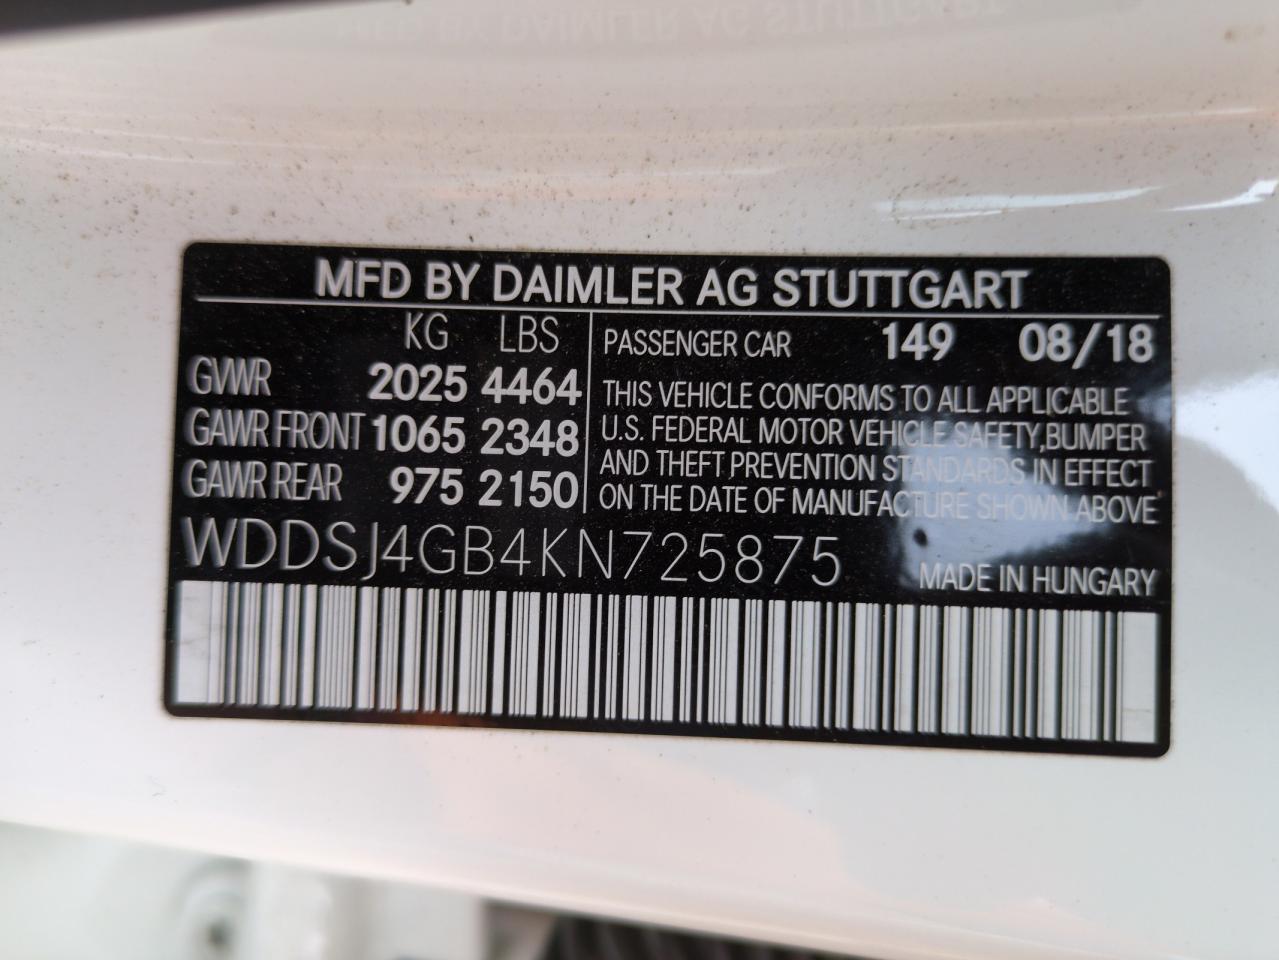 MFD BY DAIMLER AG STUTTGART
KG LBS
GVWR 2025 4464
GAWR FRONT 1065 2348
GAWR REAR 975 2150
PASSENGER CAR 149 08/18
THIS VEHICLE CONFORMS TO ALL APPLICABLE
U.S. FEDERAL MOTOR VEHICLE SAFETY,BUMPER
AND THEFT PREVENTION STANDARDS IN EFFECT
ON THE DATE OF MANUFACTURE SHOWN ABOVE
WDDSJ4GB4KN725875
MADE IN HUNGARY